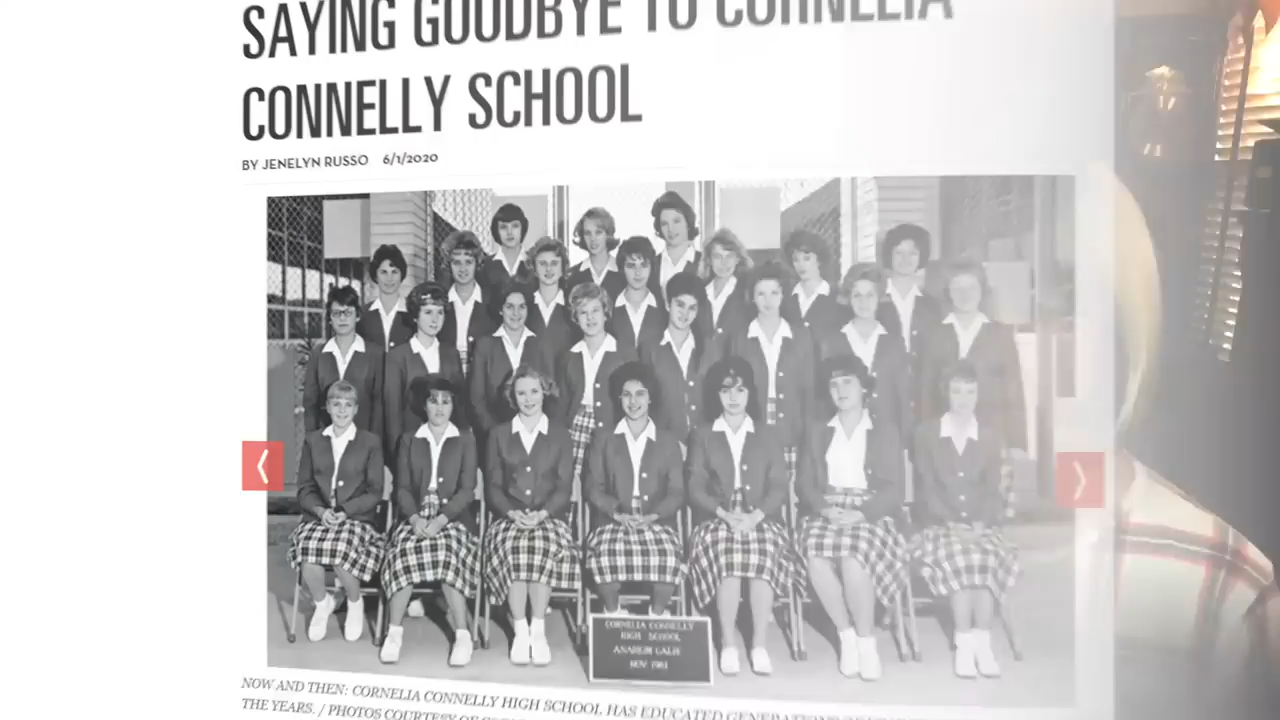 SAYING GOODBYE TO CORNELIA
CONNELLY SCHOOL
BY JENELYN RUSSO 6/1/2020
CORNELIA CONNELLY
HIGH SCHOOL
ANAHEIM CALIF
NOV 1961
NOW AND THEN: CORNELIA CONNELLY HIGH SCHOOL HAS EDUCATED GENERATIONS
THE YEARS. / PHOTOS COURTESY OF